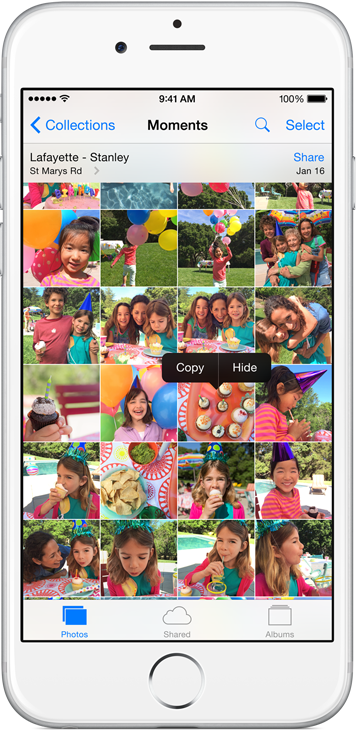 9:41 AM 100%
Collections Moments Select
Lafayette - Stanley Share
St Marys Rd Jan 16
Copy Hide
Photos Shared Albums